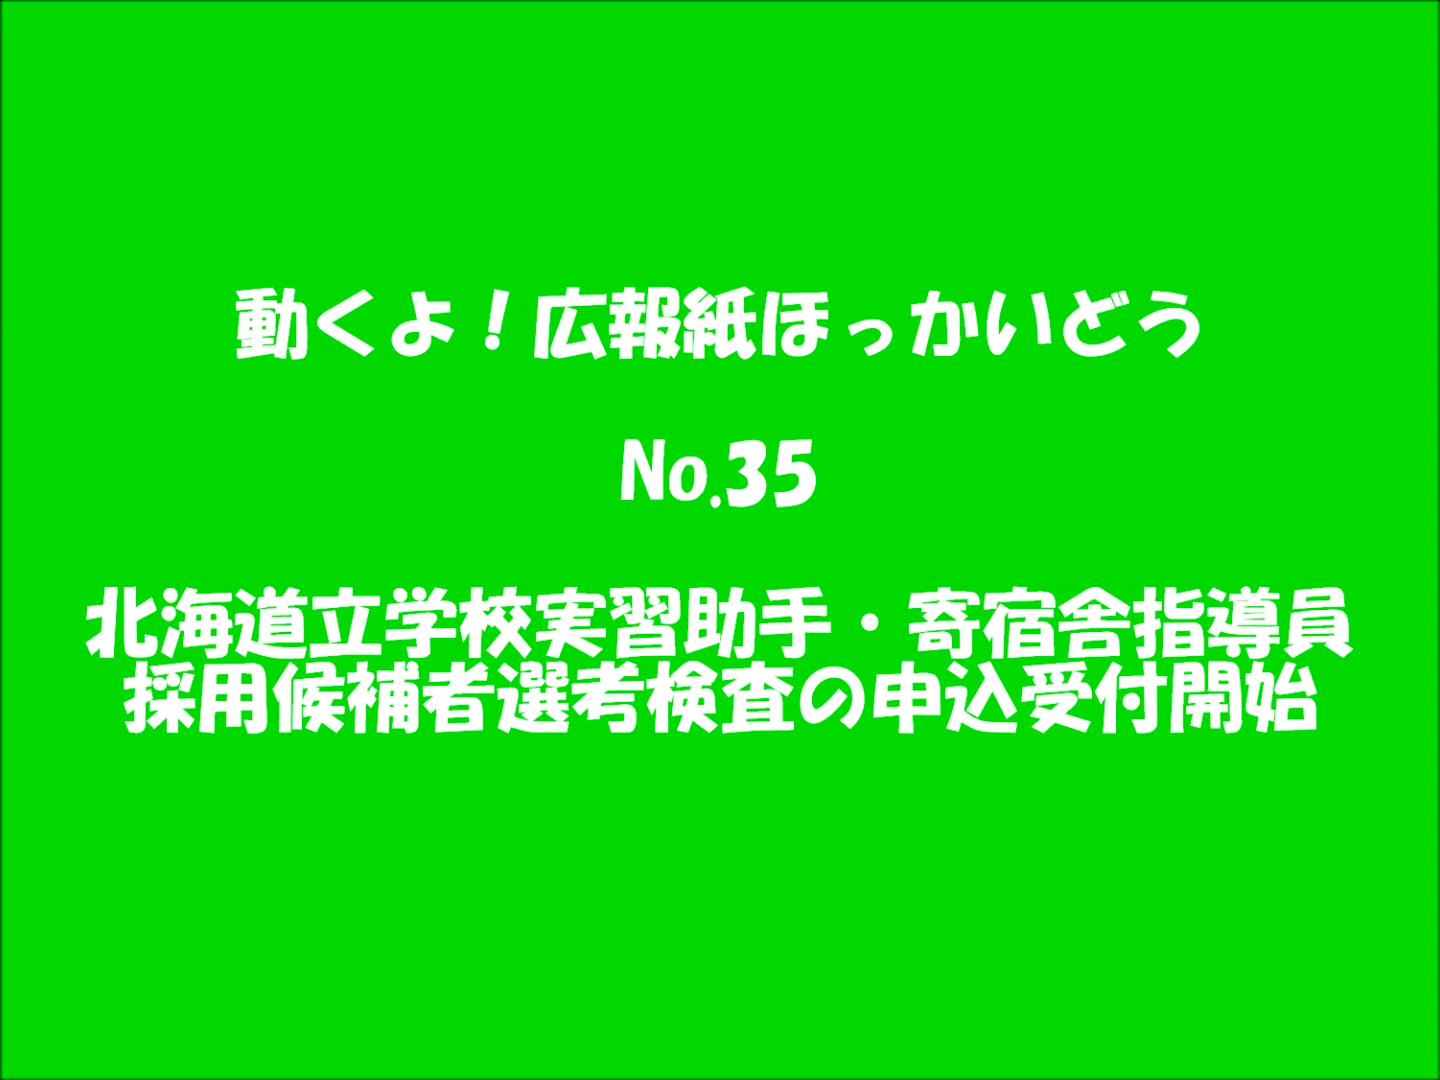 動くよ！広報紙ほっかいどう
No.35
北海道立学校実習助手・寄宿舎指導員
採用候補者選考検査の申込受付開始